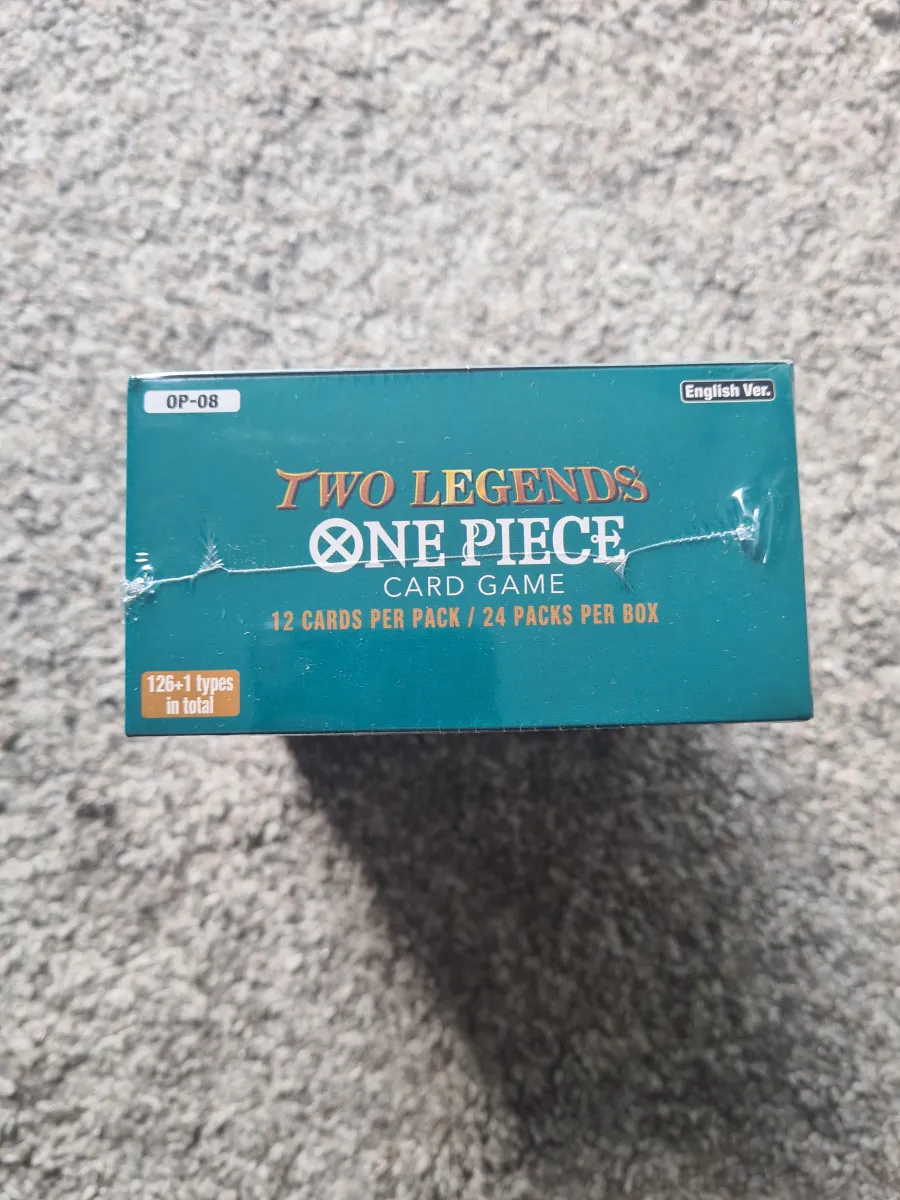 OP-08
English Ver.
TWO LEGENDS
ONE PIECE
CARD GAME
12 CARDS PER PACK / 24 PACKS PER BOX
126+1 types
in total